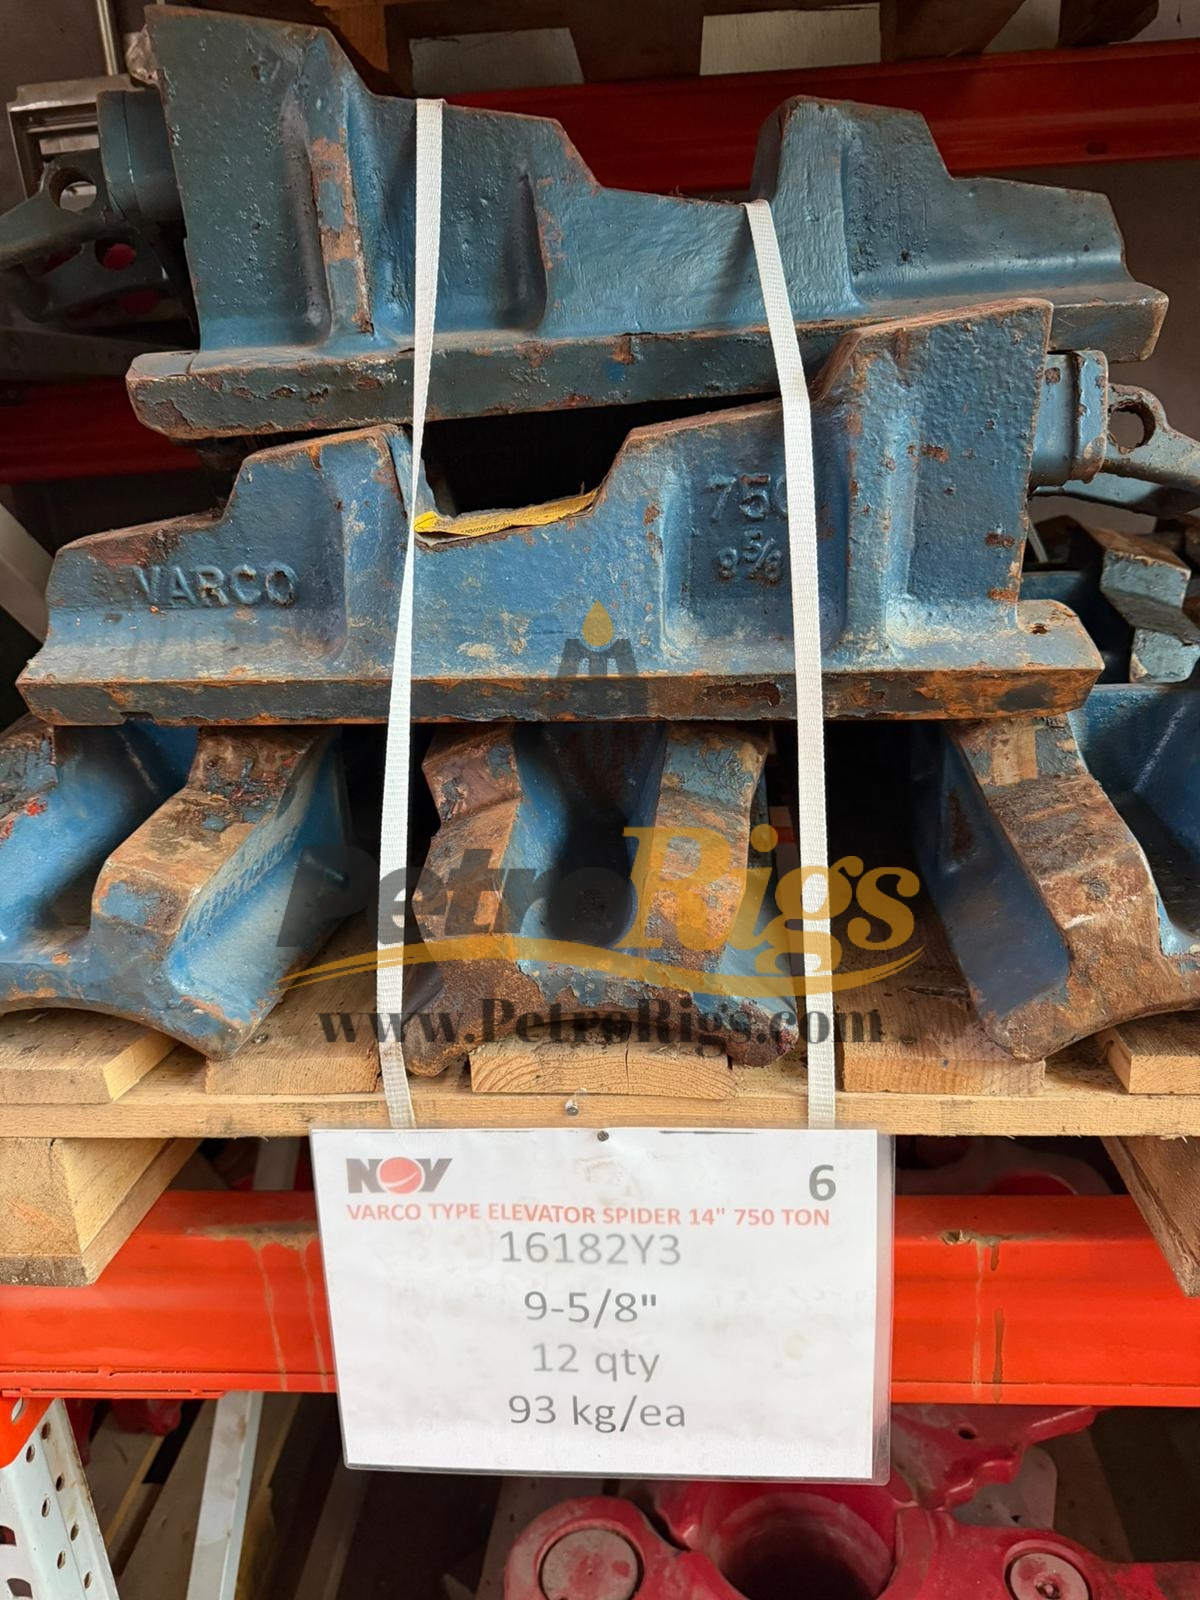 VARCO
750
9 5/8
PetroRigs
www.PetroRigs.com
NOV
6
VARCO TYPE ELEVATOR SPIDER 14" 750 TON
16182Y3
9-5/8"
12 qty
93 kg/ea